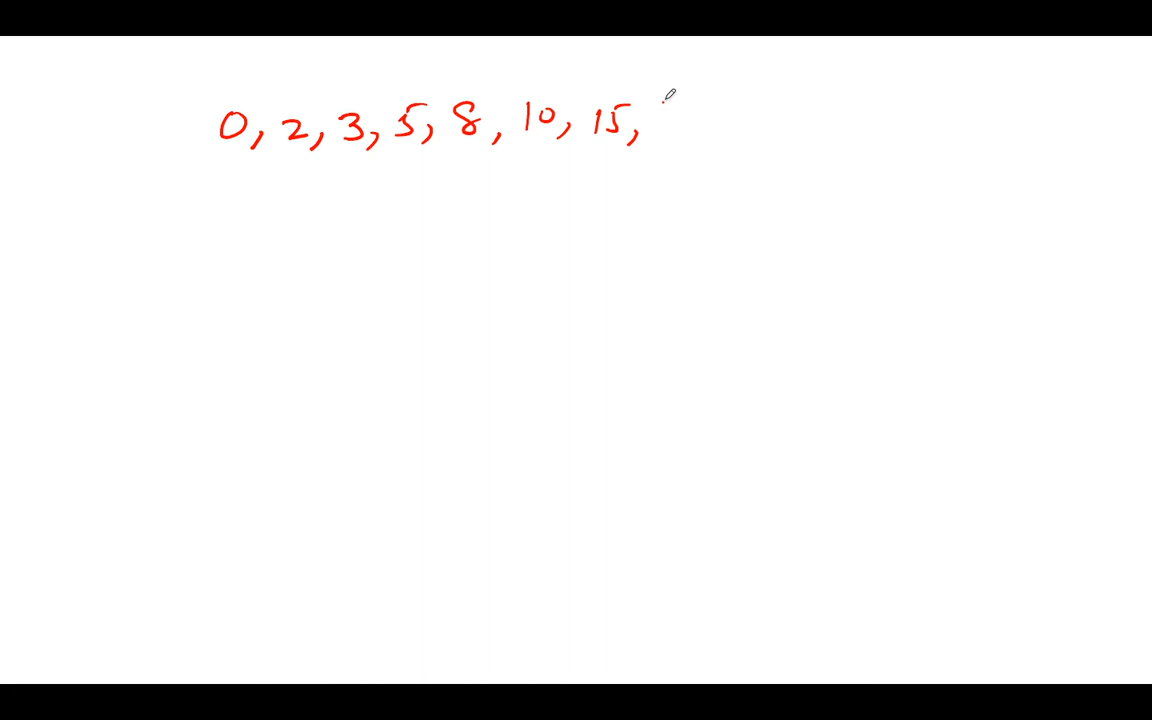 0, 2, 3, 5, 8, 10, 15,